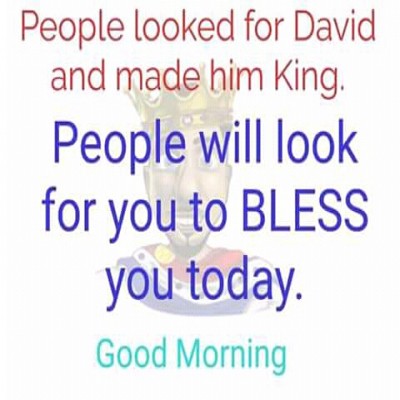 People looked for David
and made him King.
People will look
for you to BLESS
you today.
Good Morning